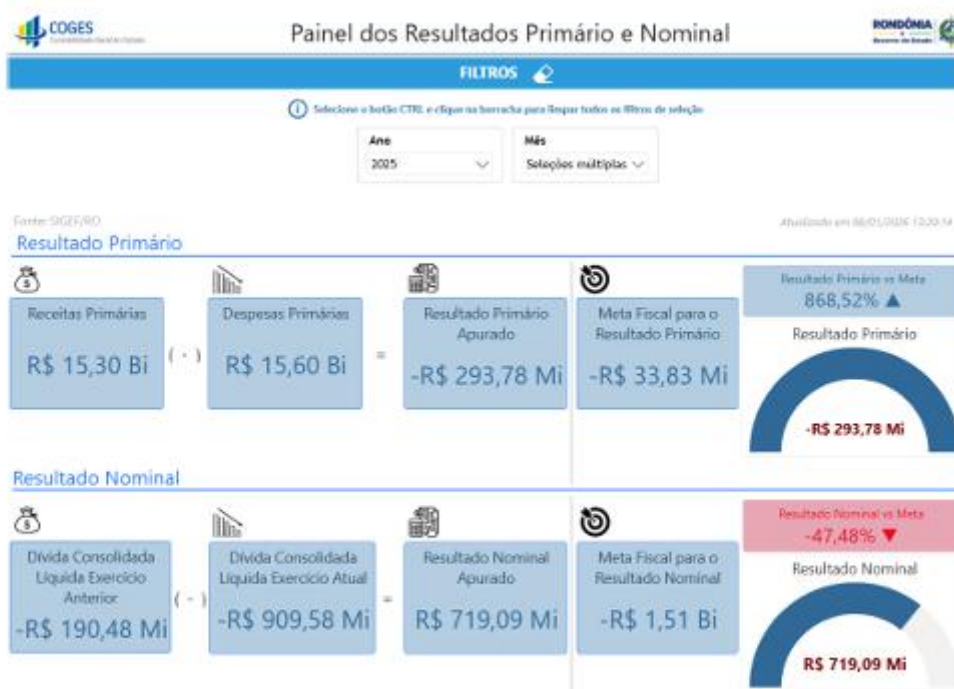 COGES
Painel dos Resultados Primário e Nominal
RONDÔNIA
Governo do Estado
FILTROS
Selecione o botão CTRL e clique na borracha para limpar todos os filtros de seleção
Ano
Mês
2025
Seleções múltiplas
Fonte: SIGEF/RO
Atualizado em
Resultado Primário
Receitas Primárias
R$ 15,30 Bi
( - )
Despesas Primárias
R$ 15,60 Bi
=
Resultado Primário
Apurado
-R$ 293,78 Mi
Meta Fiscal para o
Resultado Primário
-R$ 33,83 Mi
Resultado Primário vs Meta
868,52% ▲
Resultado Primário
-R$ 293,78 Mi
Resultado Nominal
Dívida Consolidada
Líquida Exercício
Anterior
-R$ 190,48 Mi
( - )
Dívida Consolidada
Líquida Exercício Atual
-R$ 909,58 Mi
=
Resultado Nominal
Apurado
R$ 719,09 Mi
Meta Fiscal para o
Resultado Nominal
-R$ 1,51 Bi
Resultado Nominal vs Meta
-47,48% ▼
Resultado Nominal
R$ 719,09 Mi